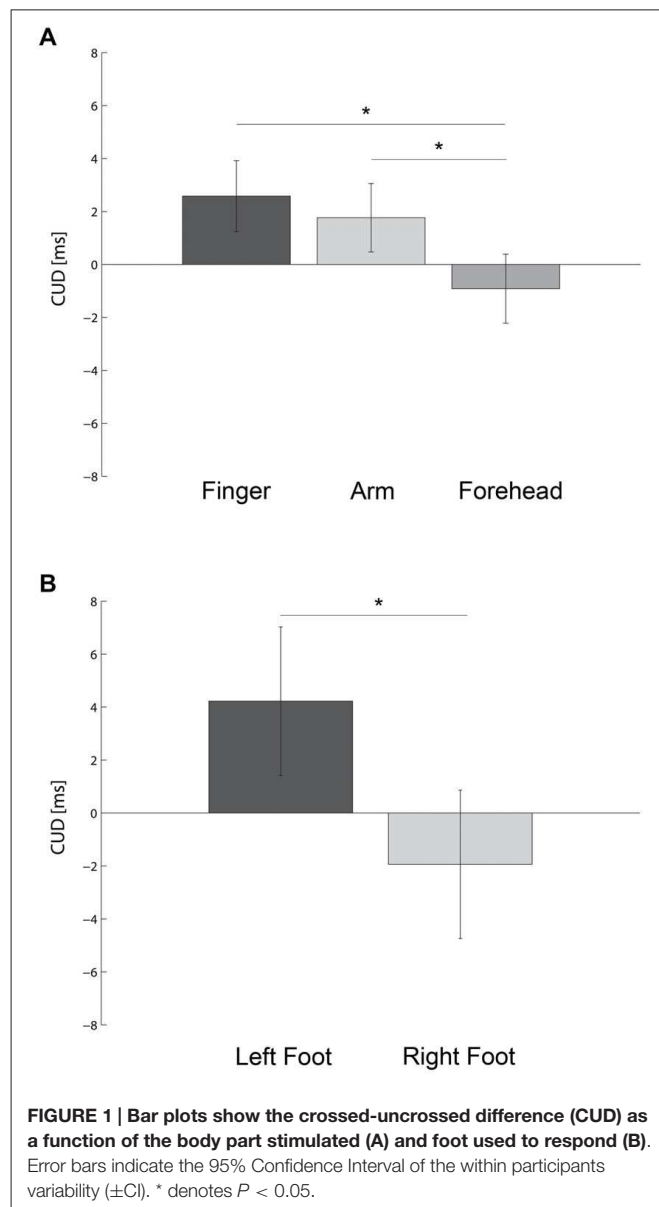 A
8
6
4
2
0
−2
−4
−6
−8
CUD [ms]
*
*
Finger Arm Forehead
B
8
6
4
2
0
−2
−4
−6
−8
CUD [ms]
*
Left Foot Right Foot
FIGURE 1 | Bar plots show the crossed-uncrossed difference (CUD) as
a function of the body part stimulated (A) and foot used to respond (B).
Error bars indicate the 95% Confidence Interval of the within participants
variability (±CI). * denotes P < 0.05.